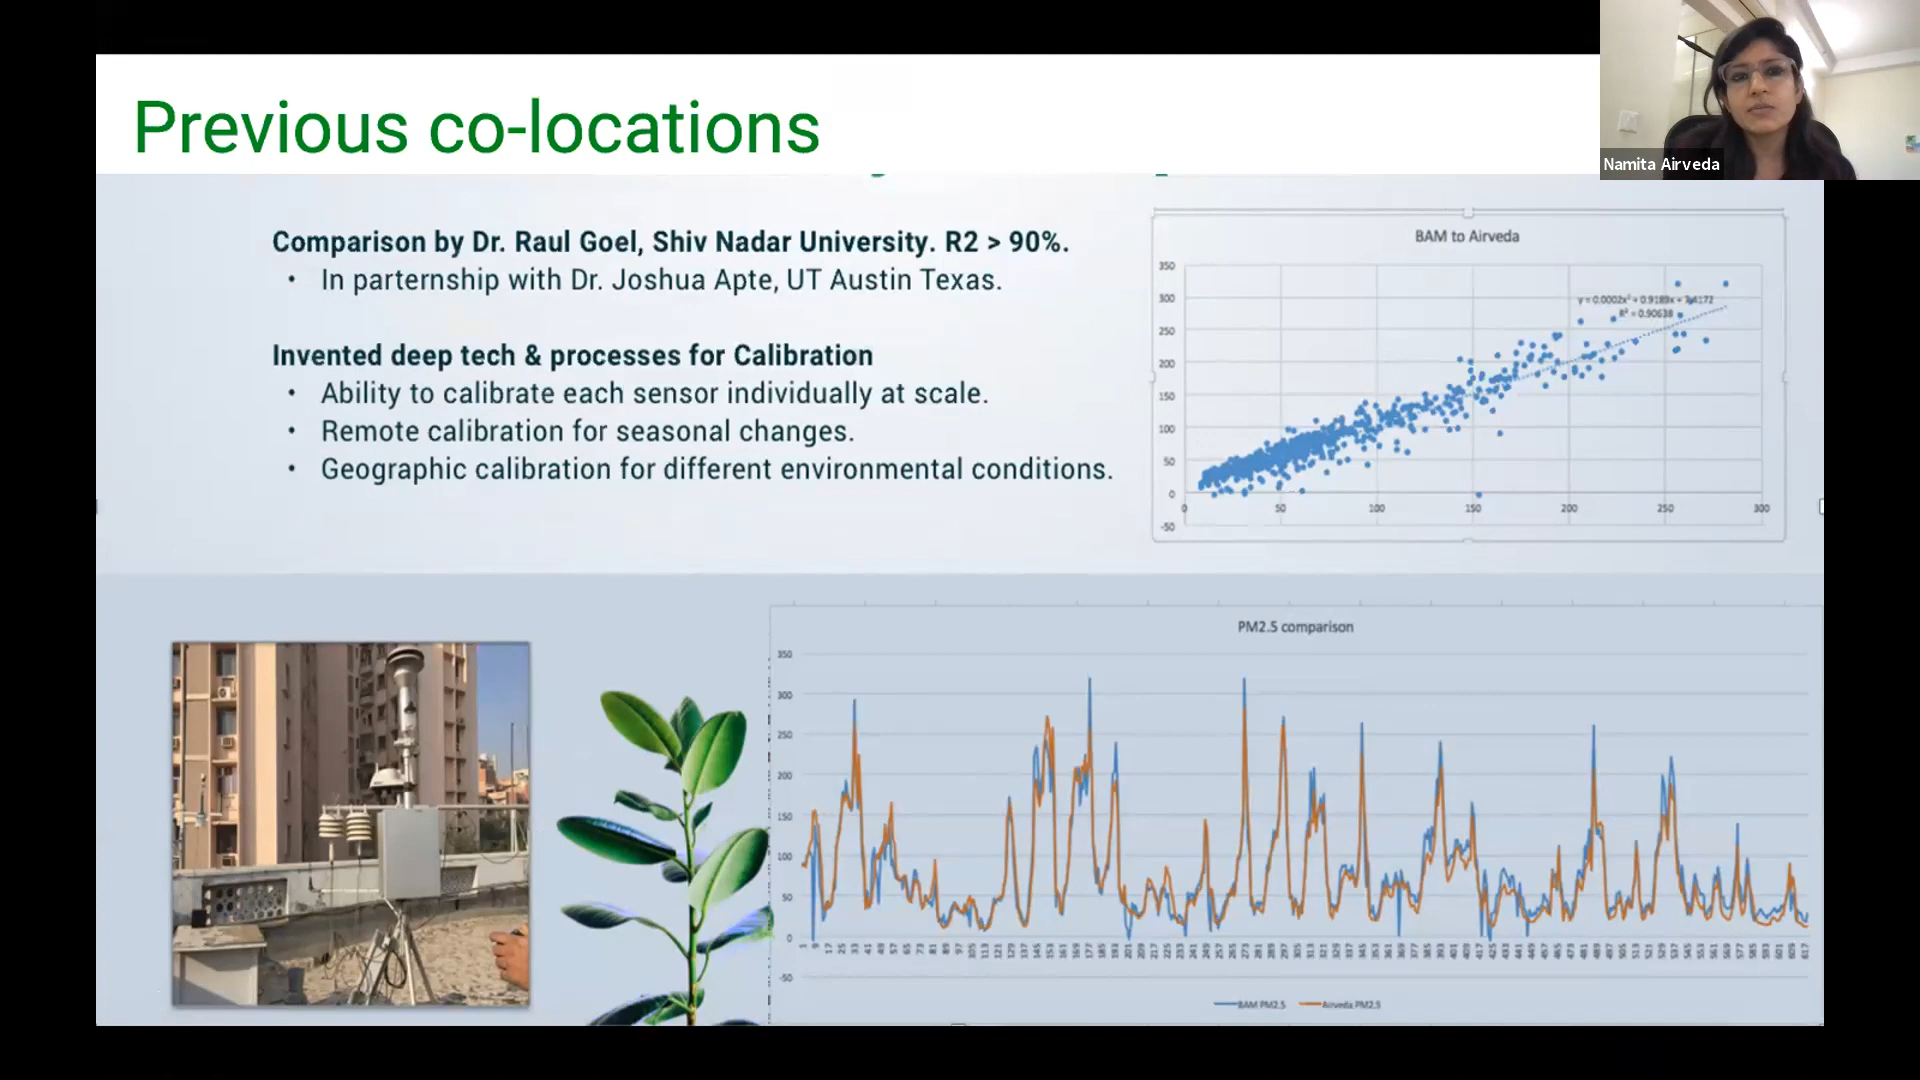 Previous co-locations
Namita Airveda
Comparison by Dr. Raul Goel, Shiv Nadar University. R2 > 90%.
• In parternship with Dr. Joshua Apte, UT Austin Texas.
Invented deep tech & processes for Calibration
• Ability to calibrate each sensor individually at scale.
• Remote calibration for seasonal changes.
• Geographic calibration for different environmental conditions.
BAM to Airveda
350
300
250
200
150
100
50
0
-50
0 50 100 150 200 250 300
R² = 0.90638
PM2.5 comparison
350
300
250
200
150
100
50
0
-50
BAM PM2.5 Airveda PM2.5